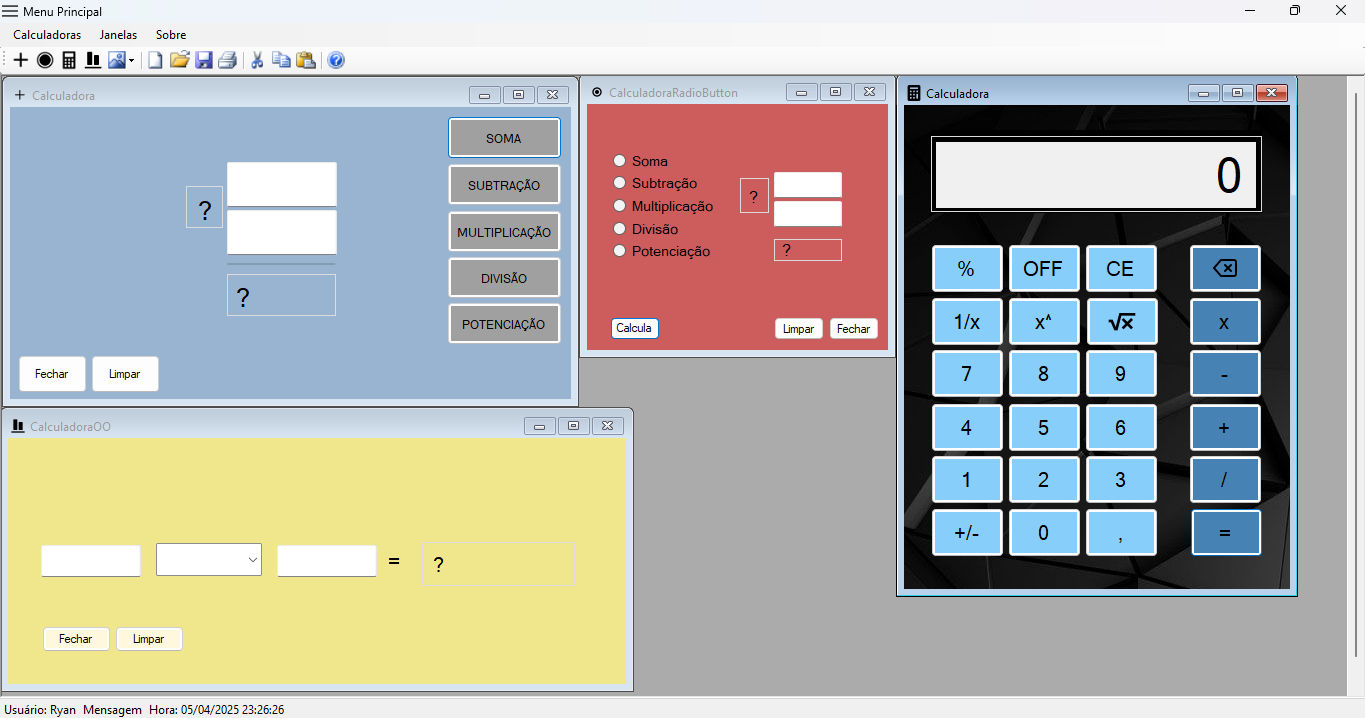 Menu Principal
Calculadoras Janelas Sobre
Calculadora
SOMA
SUBTRAÇÃO
MULTIPLICAÇÃO
DIVISÃO
POTENCIAÇÃO
?
?
Fechar Limpar
CalculadoraRadioButton
Soma
Subtração
Multiplicação
Divisão
Potenciação
?
?
Calcula Limpar Fechar
Calculadora
0
% OFF CE
1/x x^ √x x
7 8 9 -
4 5 6 +
1 2 3 /
+/- 0 , =
CalculadoraOO
= ?
Fechar Limpar
Usuário: Ryan Mensagem Hora: 05/04/2025 23:26:26